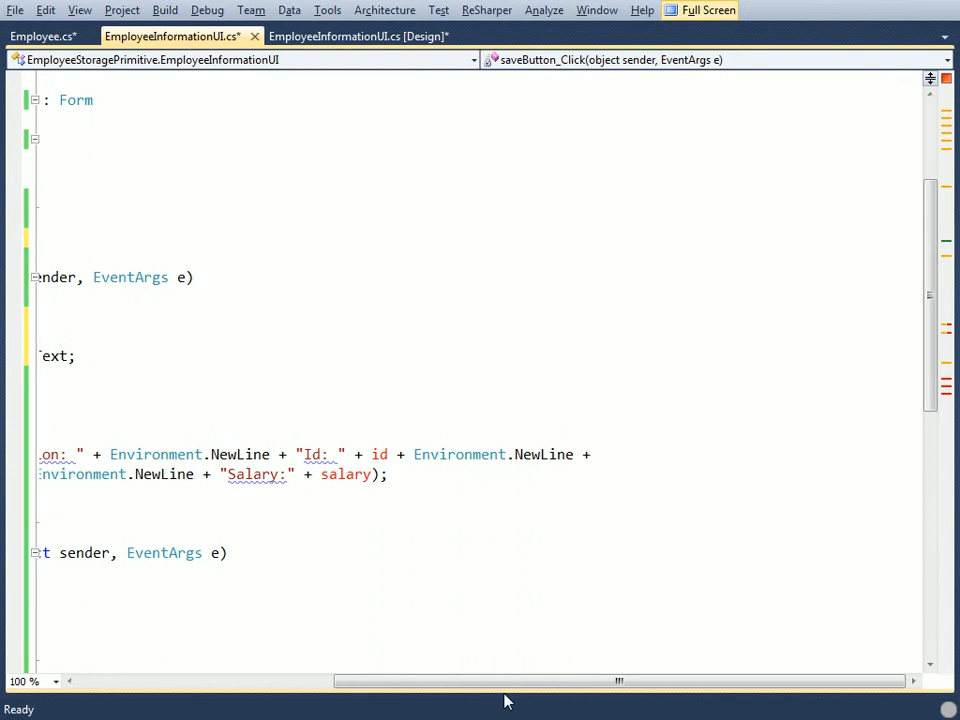 File Edit View Project Build Debug Team Data Tools Architecture Test ReSharper Analyze Window Help Full Screen
Employee.cs* EmployeeInformationUI.cs* EmployeeInformationUI.cs [Design]*
EmployeeStoragePrimitive.EmployeeInformationUI saveButton_Click(object sender, EventArgs e)
: Form
ender, EventArgs e)
ext;
on: " + Environment.NewLine + "Id: " + id + Environment.NewLine +
nvironment.NewLine + "Salary:" + salary);
t sender, EventArgs e)
100 %
Ready